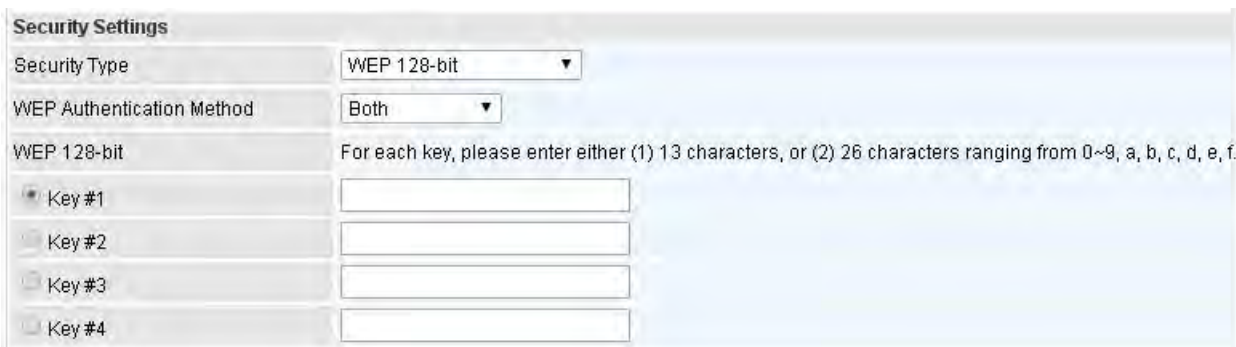 Security Settings
Security Type WEP 128-bit
WEP Authentication Method Both
WEP 128-bit For each key, please enter either (1) 13 characters, or (2) 26 characters ranging from 0~9, a, b, c, d, e, f.
Key #1
Key #2
Key #3
Key #4